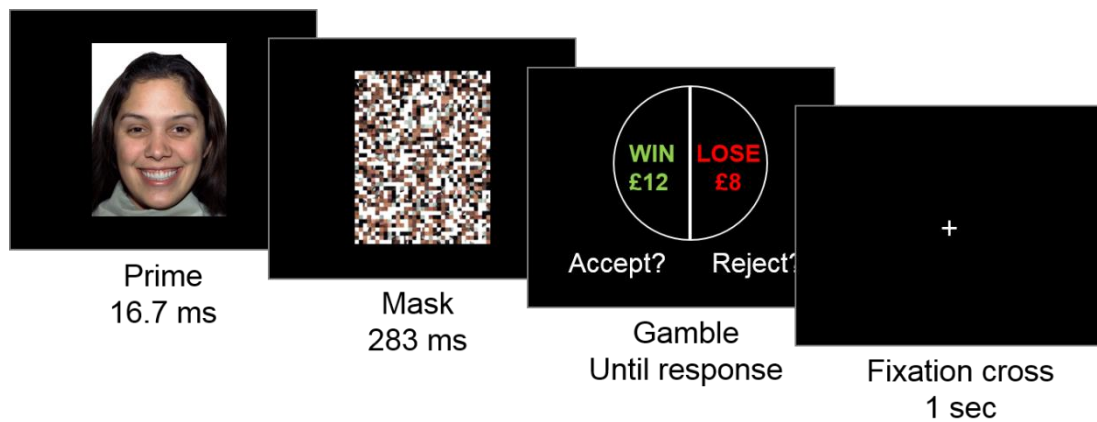 Prime
16.7 ms
Mask
283 ms
WIN LOSE
£12 £8
Accept? Reject?
Gamble
Until response
+
Fixation cross
1 sec